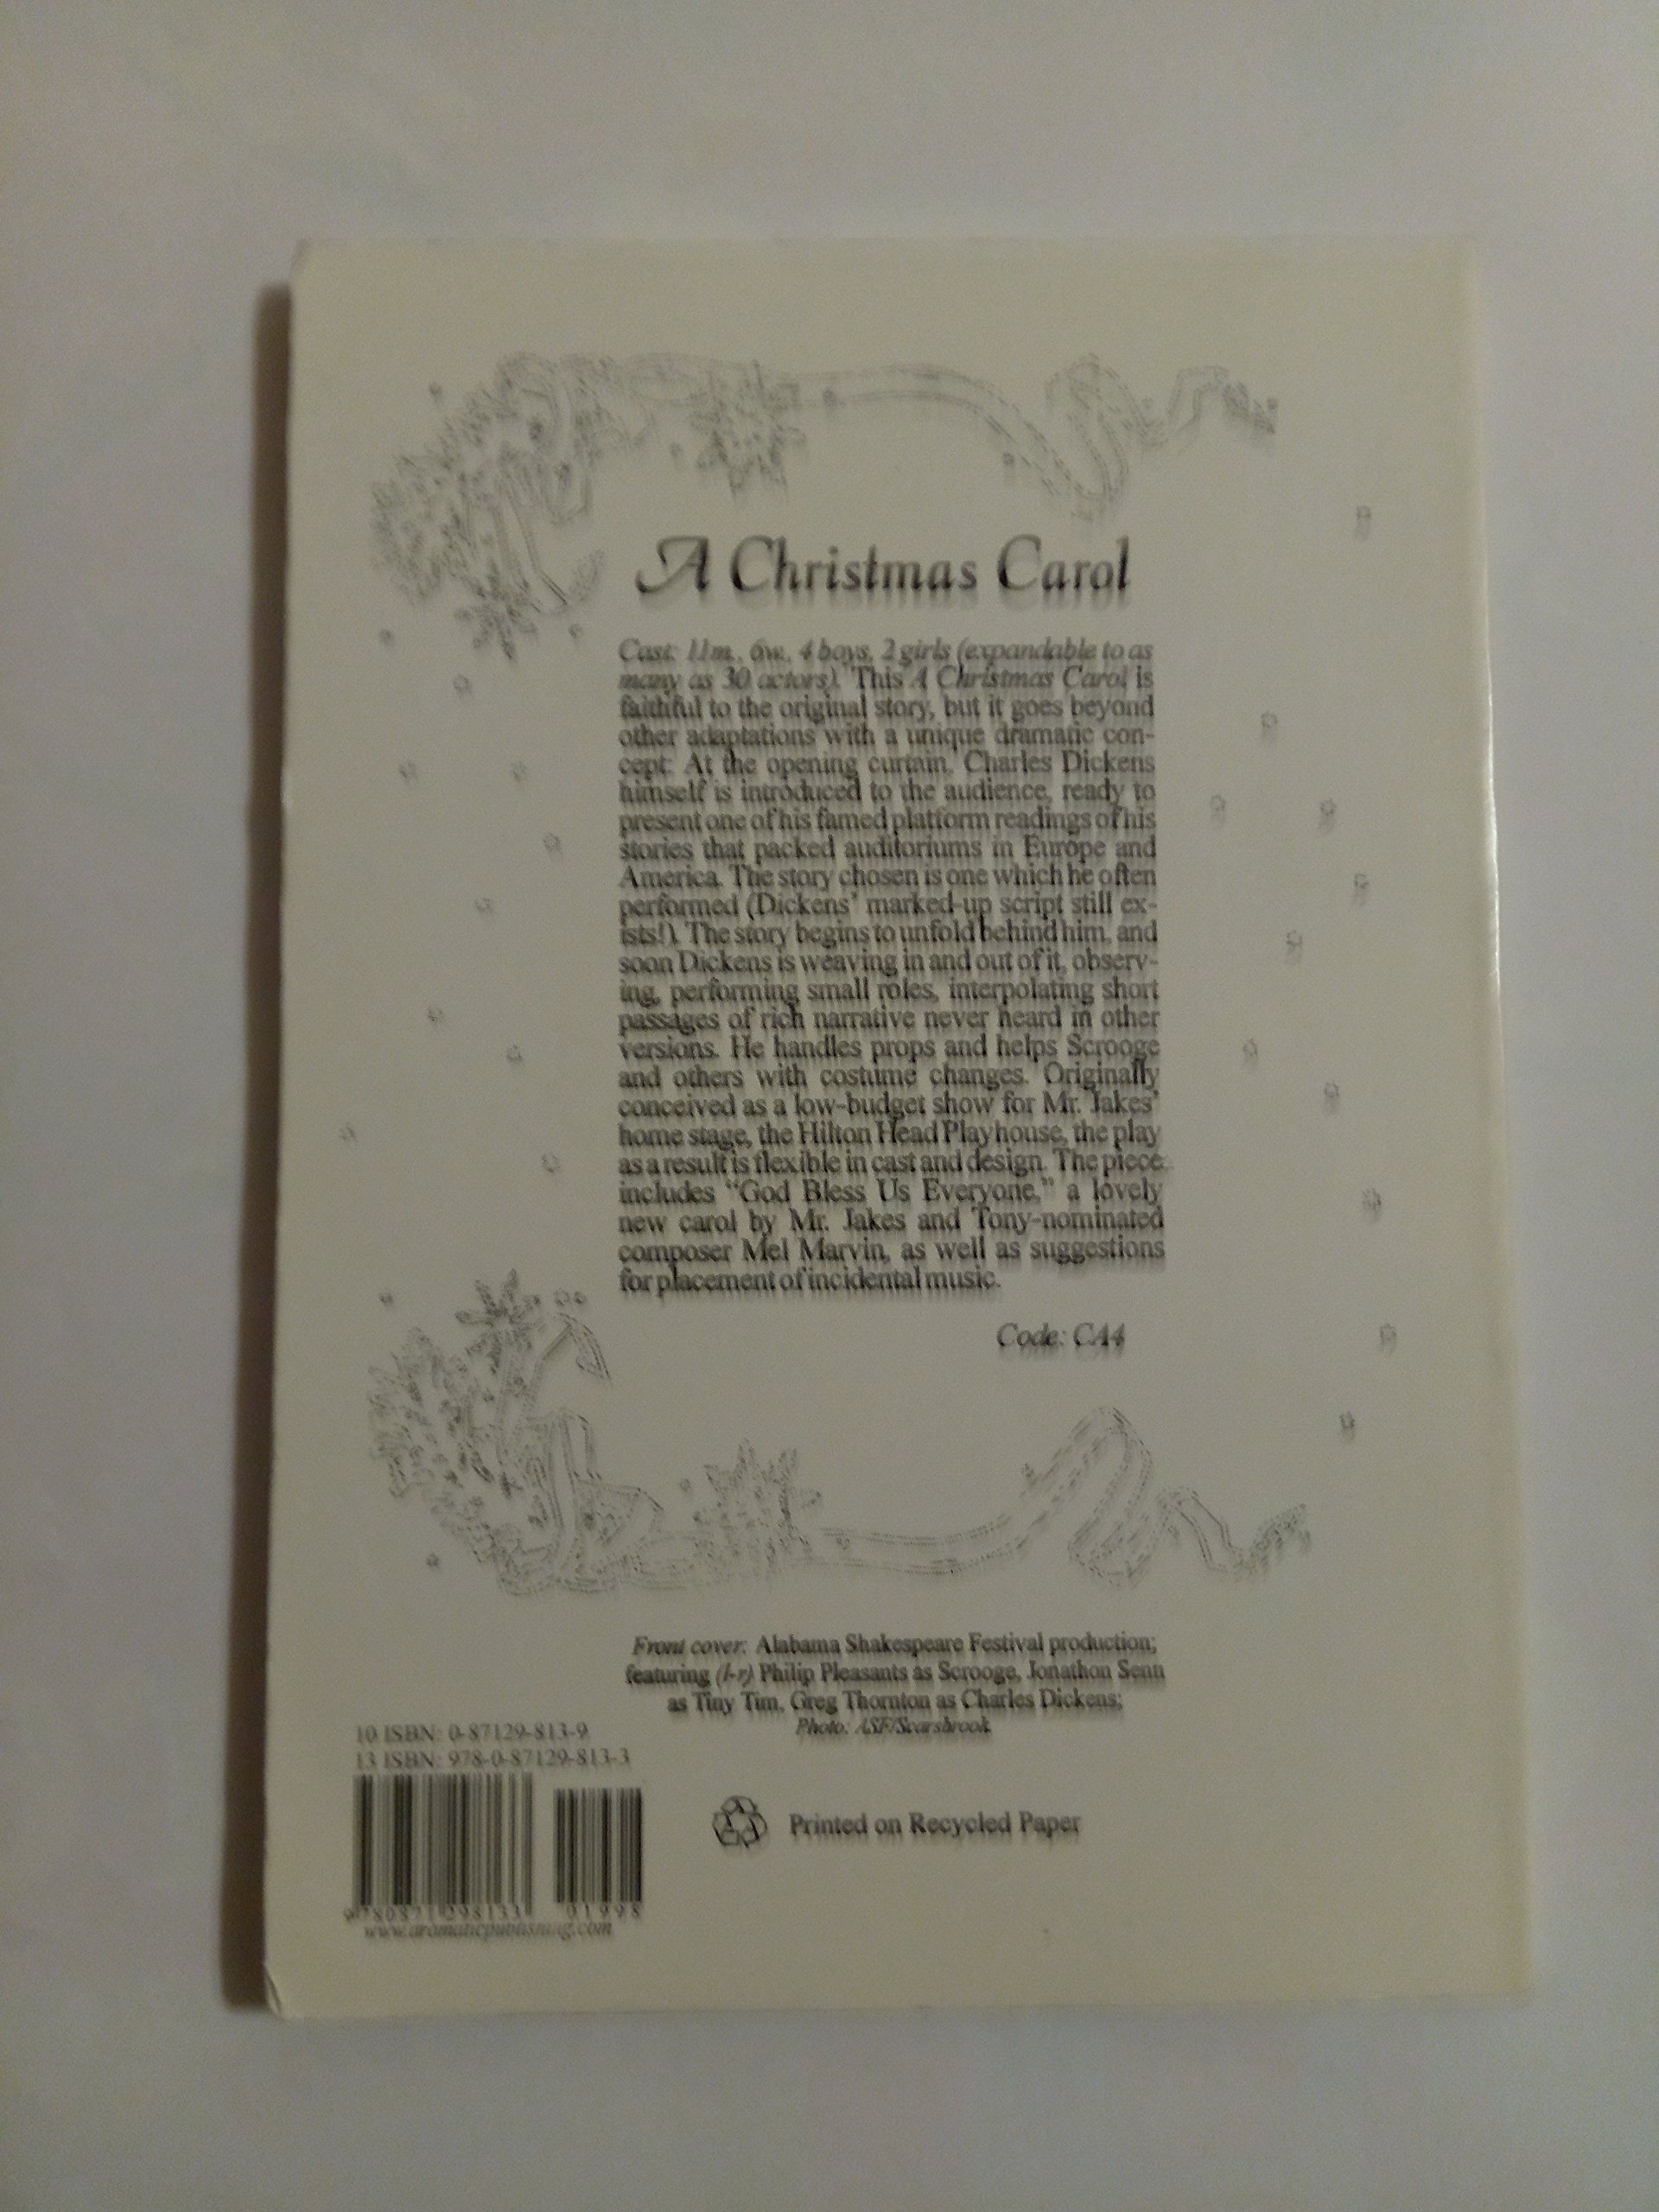 A Christmas Carol
Cast: 11m., 6w., 4 boys, 2 girls (expandable to as
many as 30 actors). This A Christmas Carol is
faithful to the original story, but it goes beyond
other adaptations with a unique dramatic con-
cept: At the opening curtain, Charles Dickens
himself is introduced to the audience, ready to
present one of his famed platform readings of his
stories that packed auditoriums in Europe and
America. The story chosen is one which he often
performed (Dickens' marked-up script still ex-
ists!). The story begins to unfold behind him, and
soon Dickens is weaving in and out of it, observ-
ing, performing small roles, interpolating short
passages of rich narrative never heard in other
versions. He handles props and helps Scrooge
and others with costume changes. Originally
conceived as a low-budget show for Mr. Jakes'
home stage, the Hilton Head Playhouse, the play
as a result is flexible in cast and design. The piece
includes "God Bless Us Everyone," a lovely
new carol by Mr. Jakes and Tony-nominated
composer Mel Marvin, as well as suggestions
for placement of incidental music.
Code: CA4
Front cover: Alabama Shakespeare Festival production;
featuring (l-r) Philip Pleasants as Scrooge, Jonathon Senn
as Tiny Tim, Greg Thornton as Charles Dickens;
Photo: ASF/Scarsbrook.
10 ISBN: 0-87129-813-9
13 ISBN: 978-0-87129-813-3
9 780871 298133 01995
www.dramaticpublishing.com
Printed on Recycled Paper